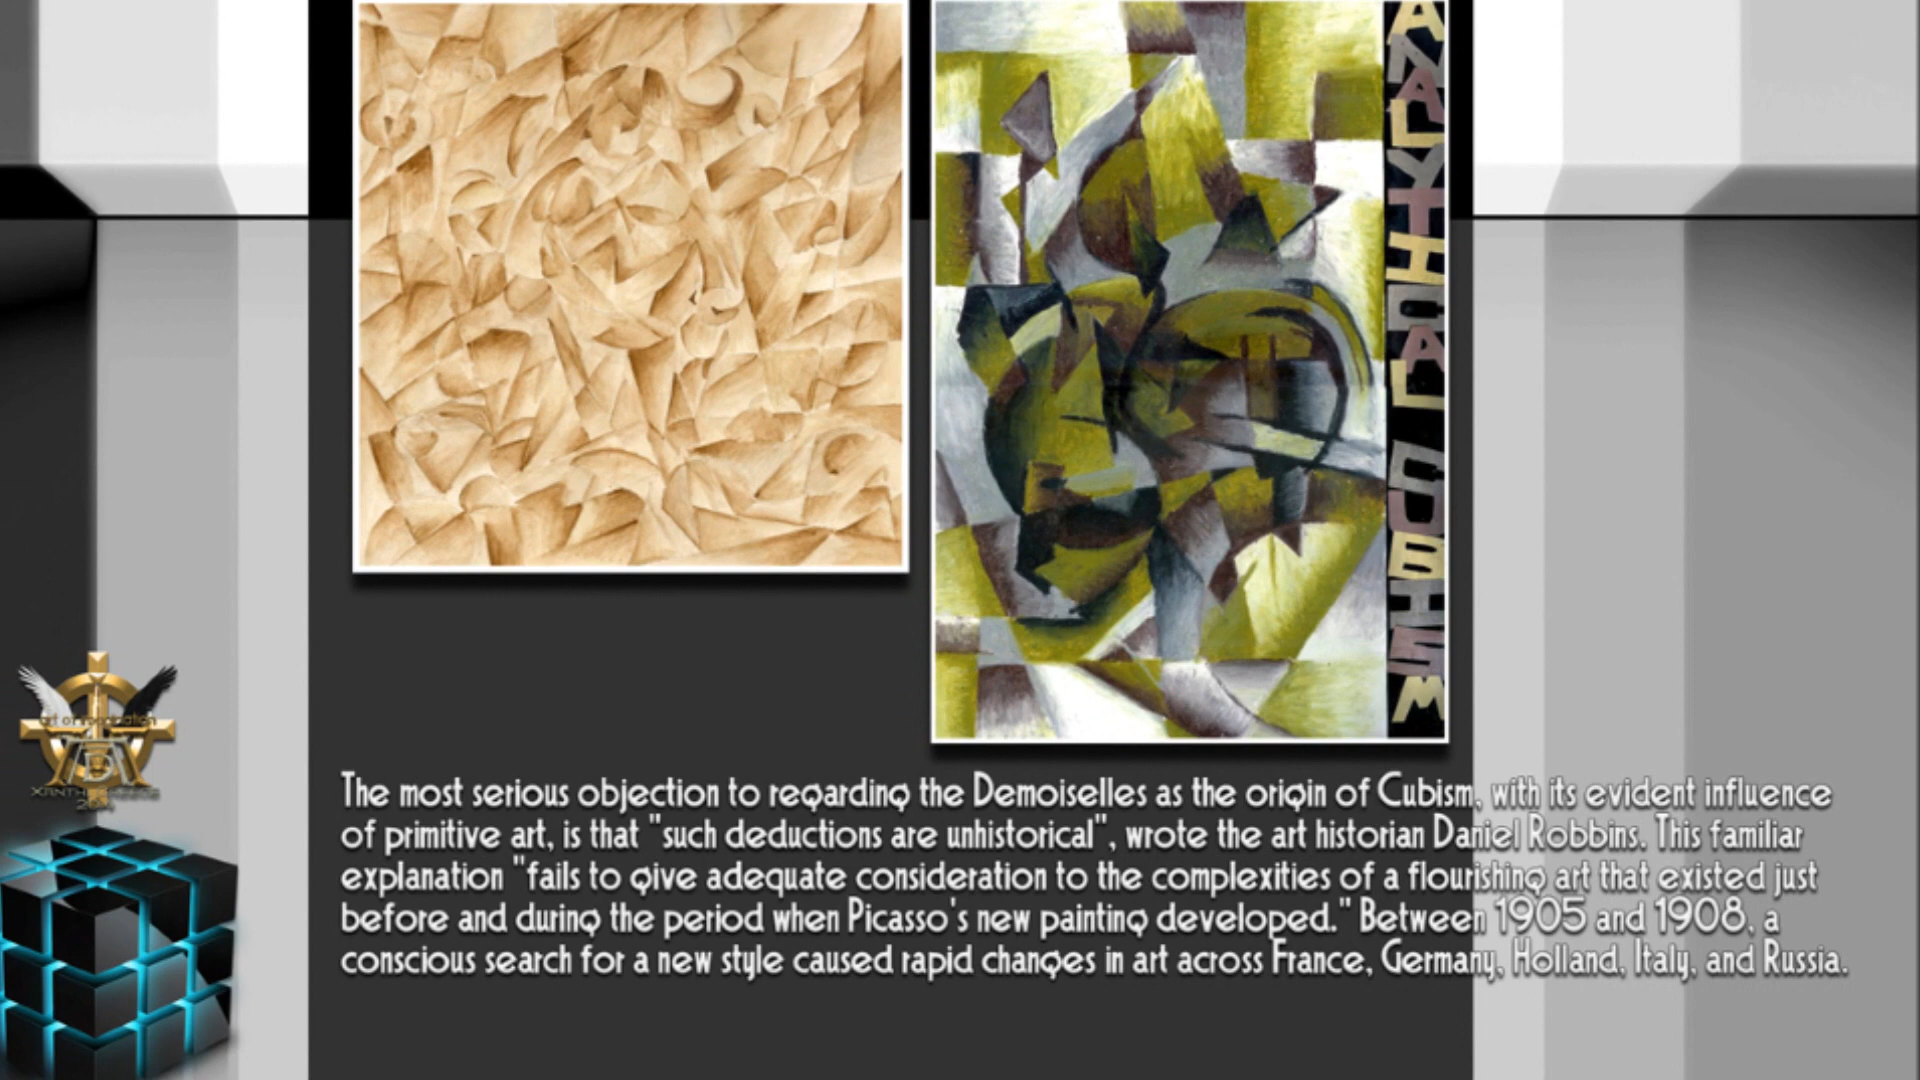 ANALYTICAL CUBISM
The most serious objection to regarding the Demoiselles as the origin of Cubism, with its evident influence
of primitive art, is that "such deductions are unhistorical", wrote the art historian Daniel Robbins. This familiar
explanation "fails to give adequate consideration to the complexities of a flourishing art that existed just
before and during the period when Picasso's new painting developed." Between 1905 and 1908, a
conscious search for a new style caused rapid changes in art across France, Germany, Holland, Italy, and Russia.